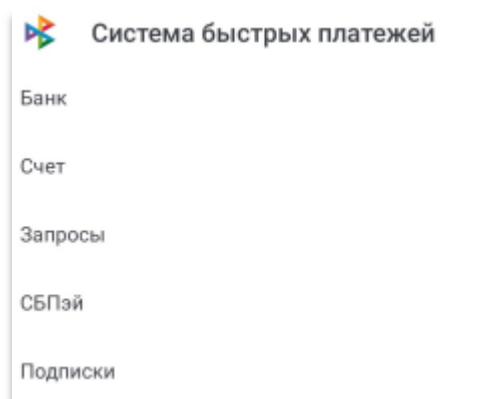 Система быстрых платежей
Банк
Счет
Запросы
СБПэй
Подписки